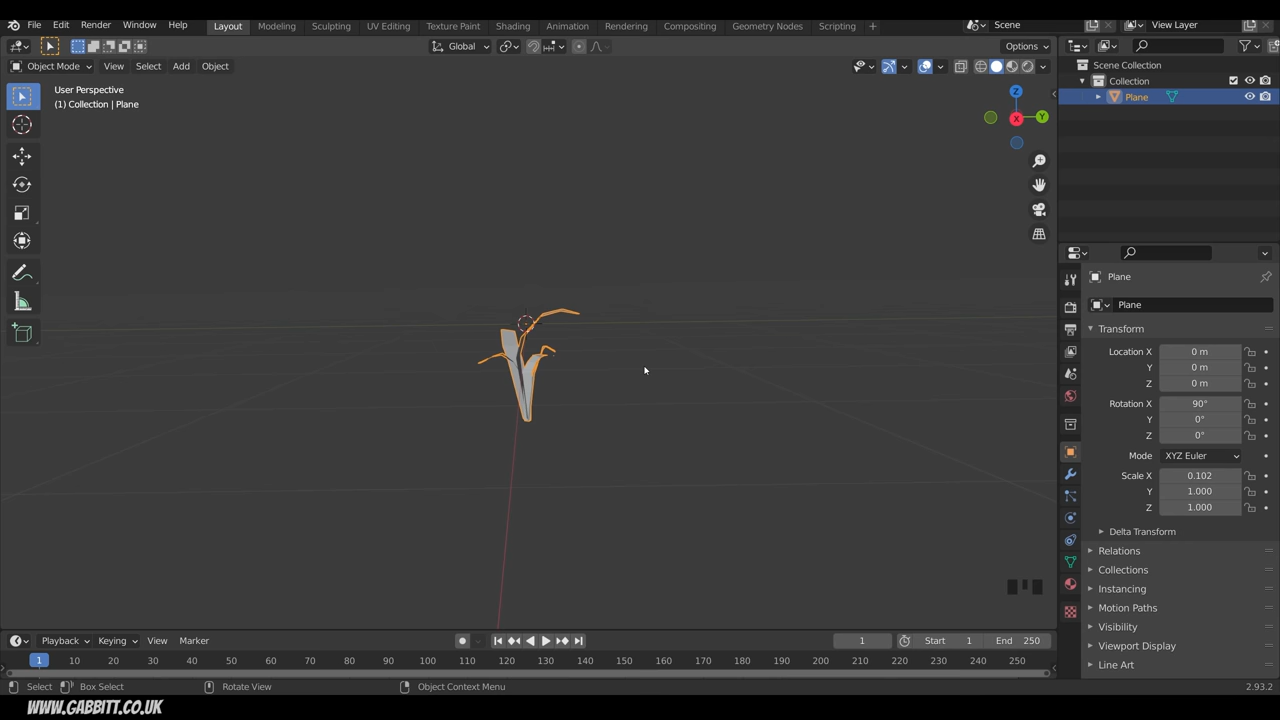 File Edit Render Window Help Layout Modeling Sculpting UV Editing Texture Paint Shading Animation Rendering Compositing Geometry Nodes Scripting + Scene View Layer
Global Options
Object Mode View Select Add Object
User Perspective
(1) Collection | Plane
Z
X
Y
Scene Collection
Collection
Plane
Plane
Plane
Transform
Location X 0 m
Y 0 m
Z 0 m
Rotation X 90°
Y 0°
Z 0°
Mode XYZ Euler
Scale X 0.102
Y 1.000
Z 1.000
Delta Transform
Relations
Collections
Instancing
Motion Paths
Visibility
Viewport Display
Line Art
Playback Keying View Marker 1 Start 1 End 250
1 10 20 30 40 50 60 70 80 90 100 110 120 130 140 150 160 170 180 190 200 210 220 230 240 250
Select Box Select Rotate View Object Context Menu 2.93.2
WWW.GABBITT.CO.UK